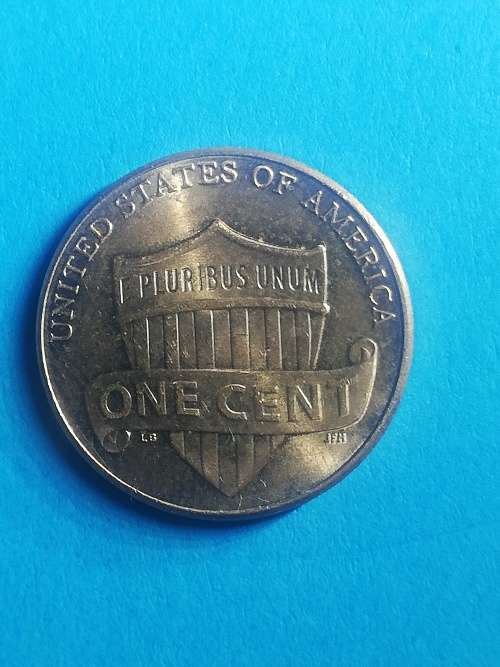 UNITED STATES OF AMERICA
E PLURIBUS UNUM
ONE CENT
LB JFM